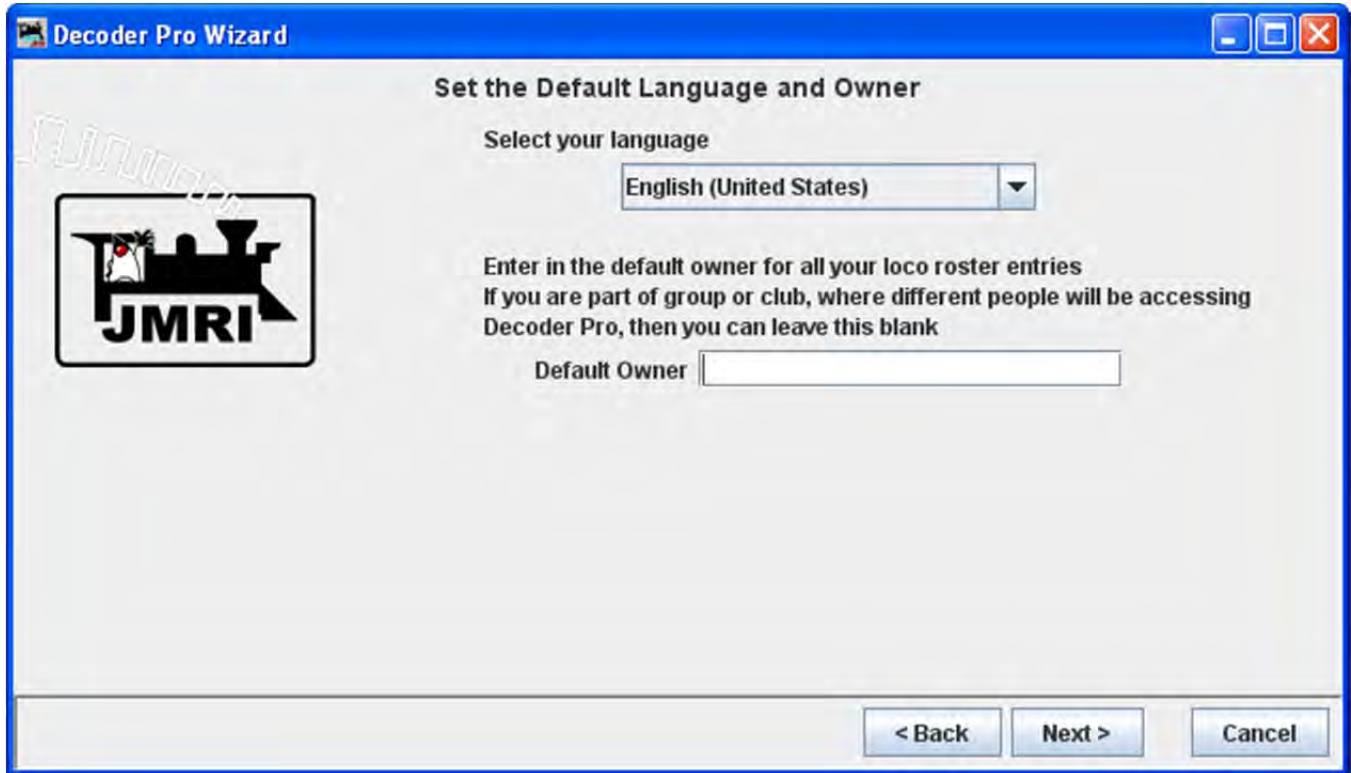 Decoder Pro Wizard
Set the Default Language and Owner
Select your language
English (United States)
Enter in the default owner for all your loco roster entries
If you are part of group or club, where different people will be accessing
Decoder Pro, then you can leave this blank
Default Owner
JMRI
< Back
Next >
Cancel